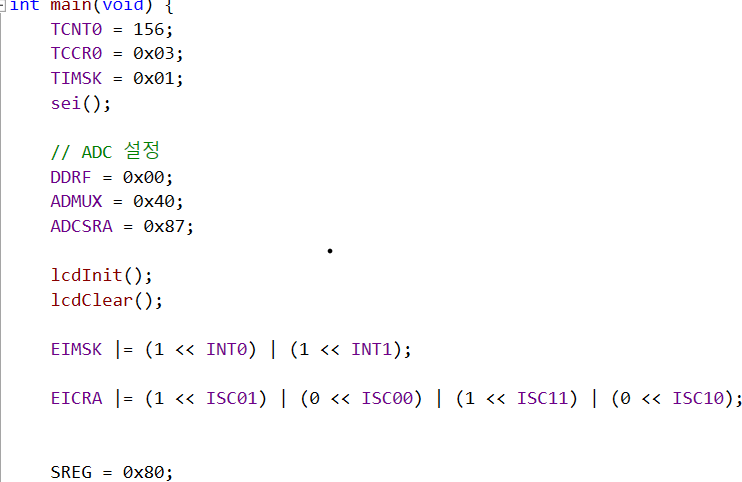 int main(void) {
TCNT0 = 156;
TCCR0 = 0x03;
TIMSK = 0x01;
sei();
// ADC 설정
DDRF = 0x00;
ADMUX = 0x40;
ADCSRA = 0x87;
lcdInit();
lcdClear();
EIMSK |= (1 << INT0) | (1 << INT1);
EICRA |= (1 << ISC01) | (0 << ISC00) | (1 << ISC11) | (0 << ISC10);
SREG = 0x80;